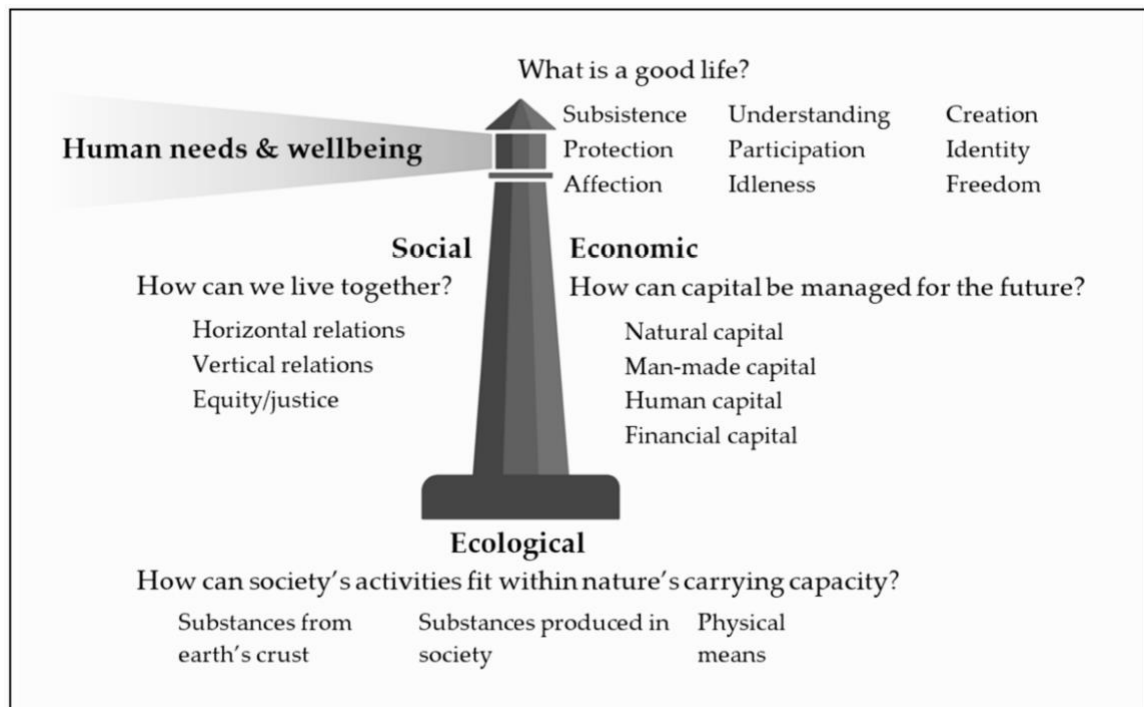 What is a good life?
Human needs & wellbeing
Subsistence Understanding Creation
Protection Participation Identity
Affection Idleness Freedom
Social
How can we live together?
Horizontal relations
Vertical relations
Equity/justice
Economic
How can capital be managed for the future?
Natural capital
Man-made capital
Human capital
Financial capital
Ecological
How can society's activities fit within nature's carrying capacity?
Substances from
earth's crust
Substances produced in
society
Physical
means